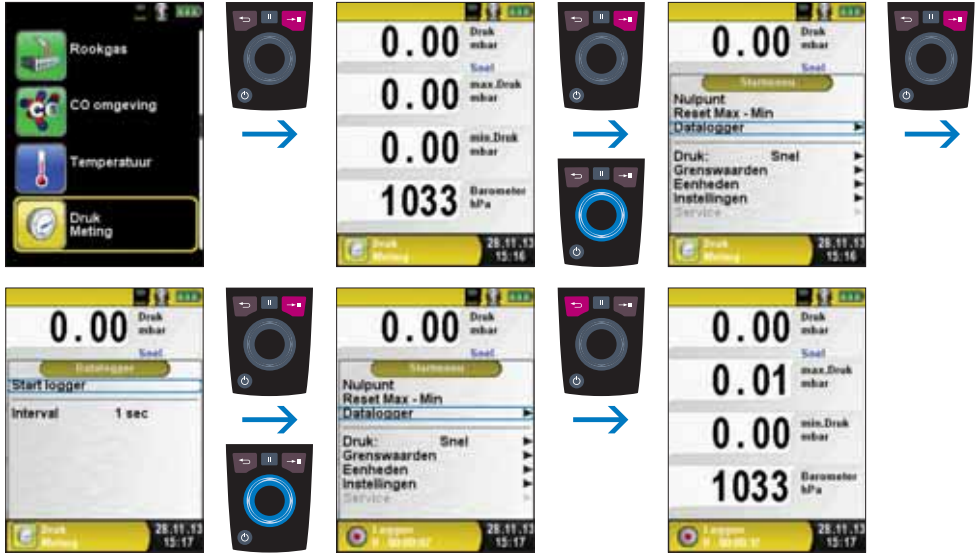 Rookgas
CO omgeving
Temperatuur
Druk
Meting
0.00 Druk
mbar
Snel
0.00 max.Druk
mbar
0.00 min.Druk
mbar
1033 Barometer
hPa
Druk
Meting
28.11.13
15:16
0.00 Druk
mbar
Snel
Startmenu
Nulpunt
Reset Max - Min
Datalogger
Druk: Snel
Grenswaarden
Eenheden
Instellingen
Service
Druk
Meting
28.11.13
15:16
0.00 Druk
mbar
Snel
Datalogger
Start logger
Interval 1 sec
Druk
Meting
28.11.13
15:17
0.00 Druk
mbar
Snel
Startmenu
Nulpunt
Reset Max - Min
Datalogger
Druk: Snel
Grenswaarden
Eenheden
Instellingen
Service
Loggen
28.11.13
15:17
0.00 Druk
mbar
Snel
0.01 max.Druk
mbar
0.00 min.Druk
mbar
1033 Barometer
hPa
Loggen
28.11.13
15:17